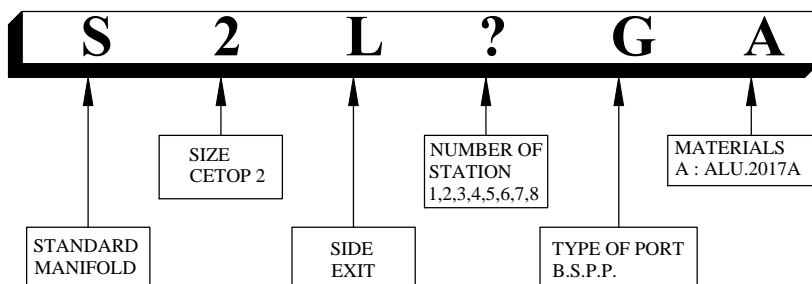 S 2 L ? G A
SIZE
CETOP 2
NUMBER OF
STATION
1,2,3,4,5,6,7,8
MATERIALS
A : ALU.2017A
STANDARD
MANIFOLD
SIDE
EXIT
TYPE OF PORT
B.S.P.P.